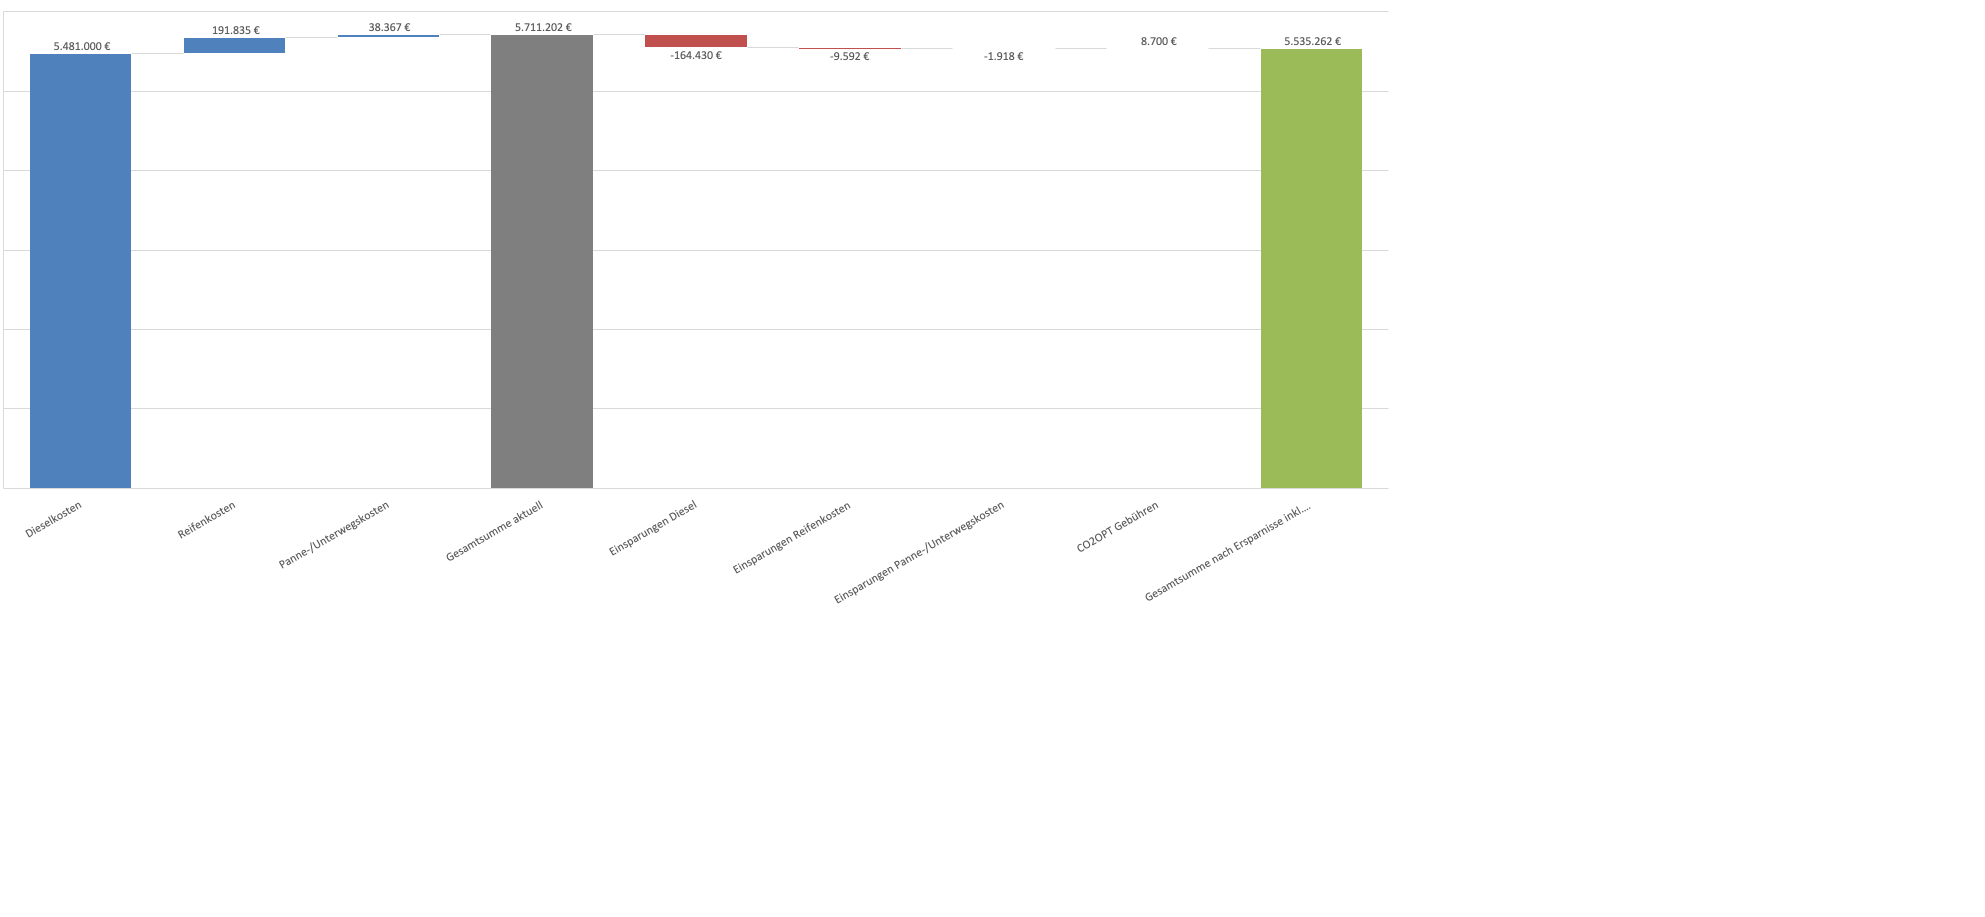 5.481.000 €
191.835 €
38.367 €
5.711.202 €
-164.430 €
-9.592 €
-1.918 €
8.700 €
5.535.262 €
Dieselkosten
Reifenkosten
Panne-/Unterwegskosten
Gesamtsumme aktuell
Einsparungen Diesel
Einsparungen Reifenkosten
Einsparungen Panne-/Unterwegskosten
CO2OPT Gebühren
Gesamtsumme nach Ersparnisse inkl....